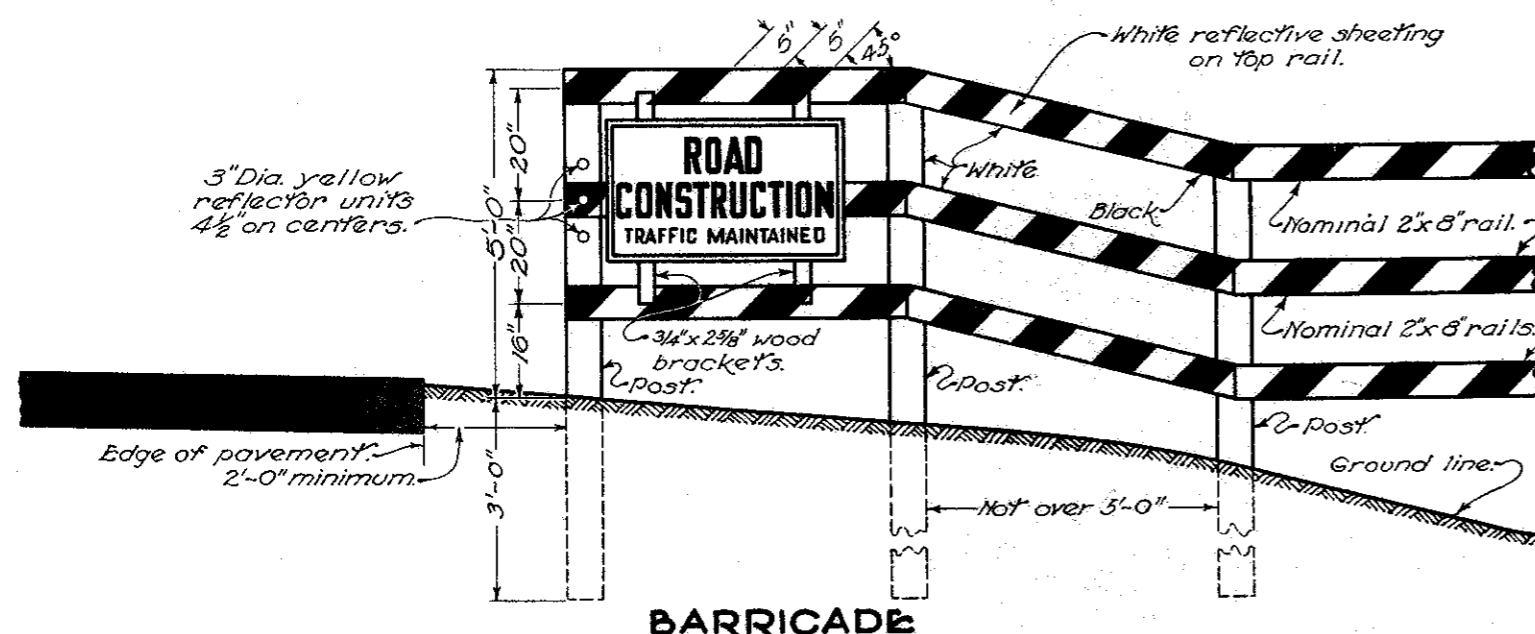 5"
5"
45°
White reflective sheeting
on top rail.
3" Dia. yellow
reflector units
4½" on centers.
5'-0"
20"
20"
16"
ROAD
CONSTRUCTION
TRAFFIC MAINTAINED
White
Black
Nominal 2"x 8" rail.
Nominal 2"x 8" rails.
3/4" x 2 5/8" wood
brackets.
Post.
Post.
Post.
Edge of pavement.
2'-0" minimum.
3'-0"
Not over 5'-0"
Ground line.
BARRICADE